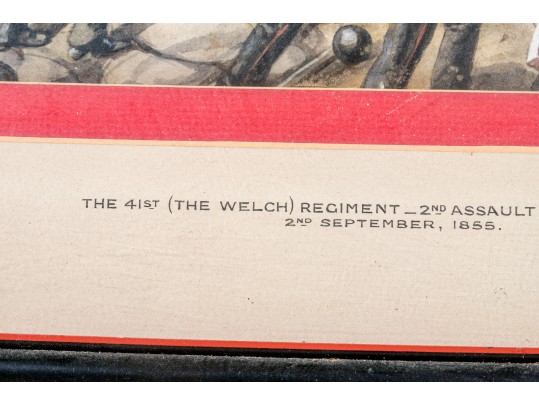 THE 41ST (THE WELCH) REGIMENT _ 2ND ASSAULT
2ND SEPTEMBER, 1855.